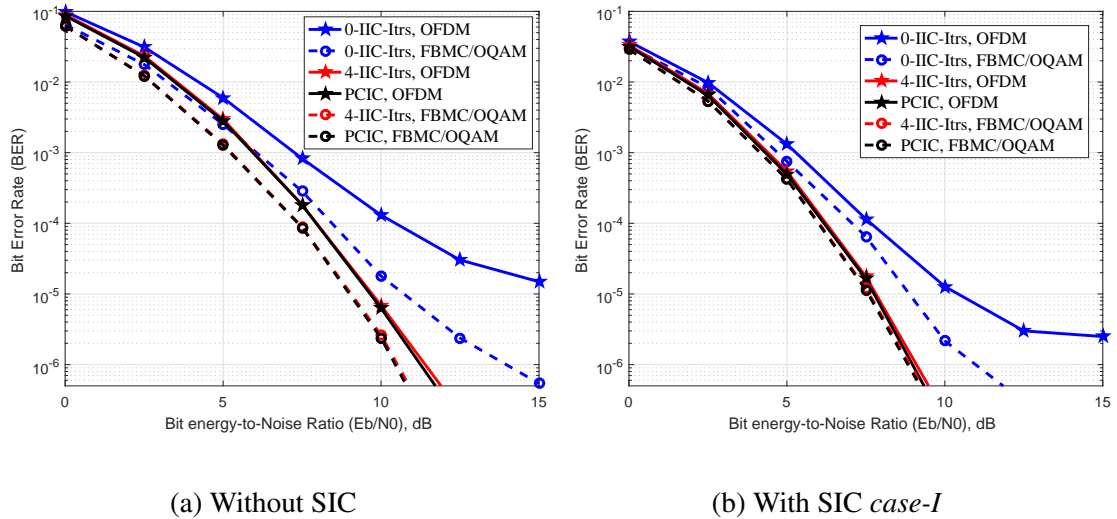 10^-1
10^-2
10^-3
10^-4
10^-5
10^-6
Bit Error Rate (BER)
0-IIC-Itrs, OFDM
0-IIC-Itrs, FBMC/OQAM
4-IIC-Itrs, OFDM
PCIC, OFDM
4-IIC-Itrs, FBMC/OQAM
PCIC, FBMC/OQAM
0 5 10 15
Bit energy-to-Noise Ratio (Eb/N0), dB
(a) Without SIC
10^-1
10^-2
10^-3
10^-4
10^-5
10^-6
Bit Error Rate (BER)
0-IIC-Itrs, OFDM
0-IIC-Itrs, FBMC/OQAM
4-IIC-Itrs, OFDM
PCIC, OFDM
4-IIC-Itrs, FBMC/OQAM
PCIC, FBMC/OQAM
0 5 10 15
Bit energy-to-Noise Ratio (Eb/N0), dB
(b) With SIC case-I